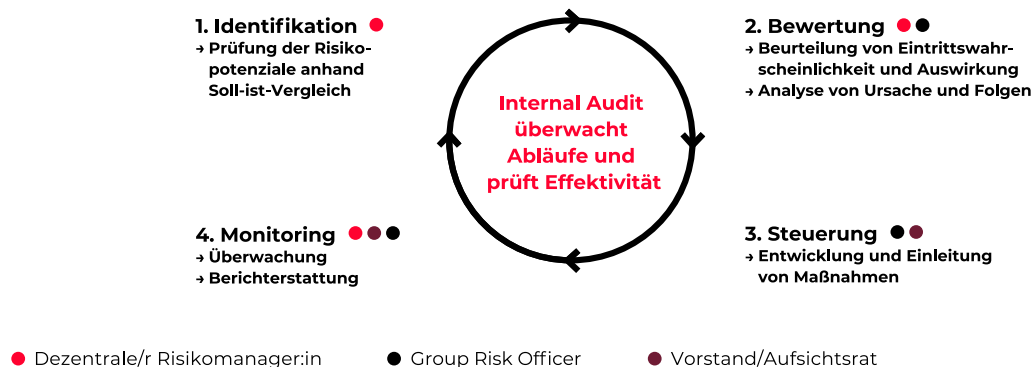 1. Identifikation
→ Prüfung der Risiko-
potenziale anhand
Soll-ist-Vergleich
2. Bewertung
→ Beurteilung von Eintrittswahr-
scheinlichkeit und Auswirkung
→ Analyse von Ursache und Folgen
Internal Audit
überwacht
Abläufe und
prüft Effektivität
4. Monitoring
→ Überwachung
→ Berichterstattung
3. Steuerung
→ Entwicklung und Einleitung
von Maßnahmen
Dezentrale/r Risikomanager:in
Group Risk Officer
Vorstand/Aufsichtsrat